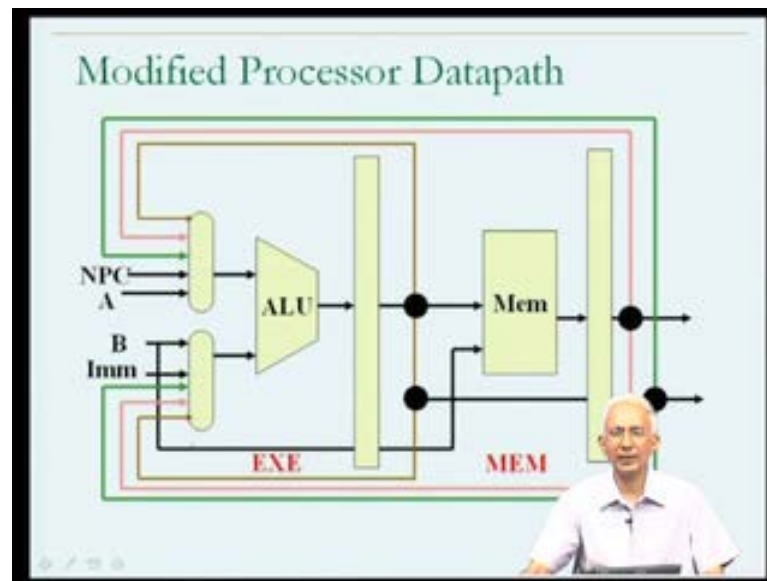 Modified Processor Datapath
NPC
A
ALU
Mem
B
Imm
EXE
MEM